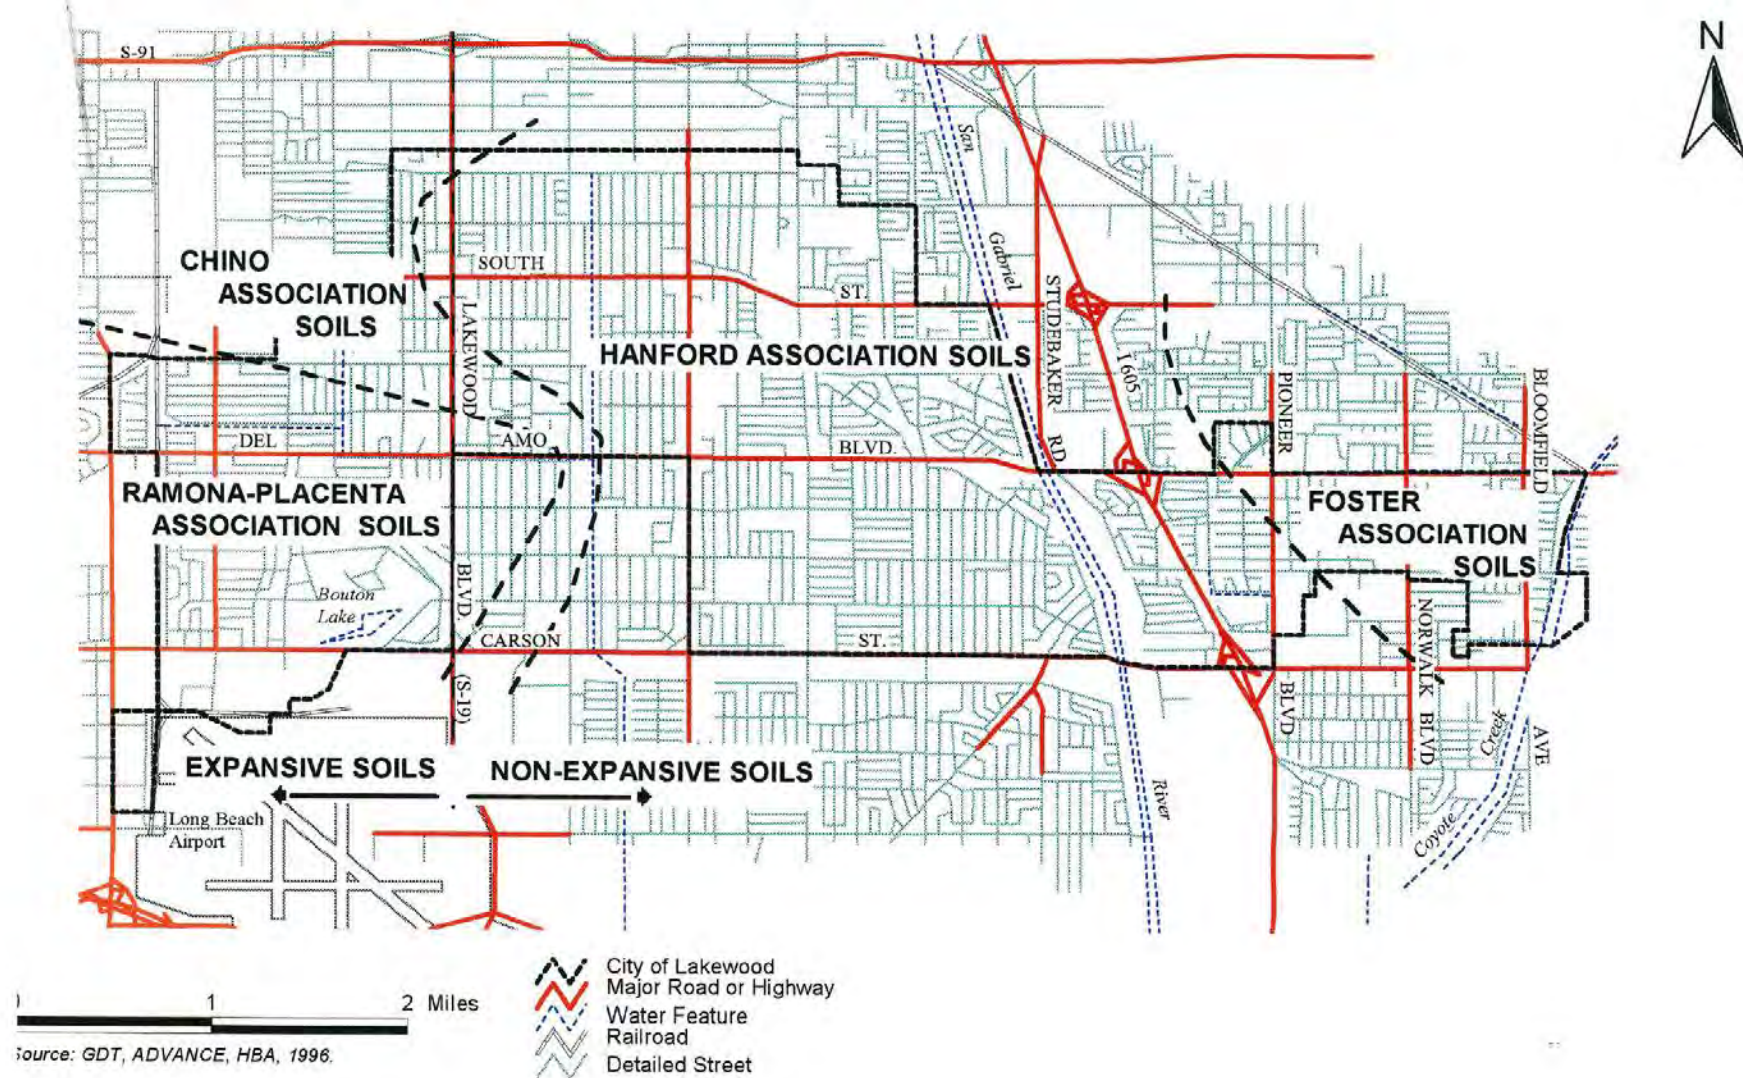 N
S-91
San
Gabriel
CHINO
ASSOCIATION
SOILS
SOUTH
ST.
LAKEWOOD
STUDEBAKER
HANFORD ASSOCIATION SOILS
I 605
PIONEER
BLOOMFIELD
DEL
AMO
BLVD.
RD
RAMONA-PLACENTA
ASSOCIATION SOILS
FOSTER
ASSOCIATION
SOILS
Bouton
Lake
BLVD.
CARSON
ST.
NORWALK
(S-19)
BLVD
BLVD
Creek
AVE
EXPANSIVE SOILS
NON-EXPANSIVE SOILS
River
Long Beach
Airport
Coyote
City of Lakewood
Major Road or Highway
Water Feature
Railroad
Detailed Street
1
2 Miles
Source: GDT, ADVANCE, HBA, 1996.